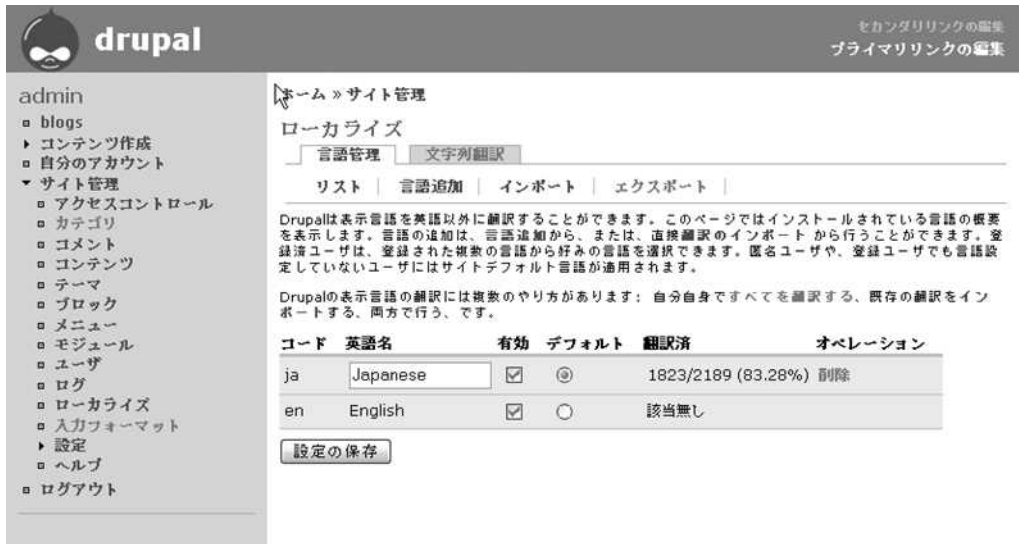 drupal
セカンダリリンクの編集
プライマリリンクの編集
admin
blogs
コンテンツ作成
自分のアカウント
サイト管理
アクセスコントロール
カテゴリ
コメント
コンテンツ
テーマ
ブロック
メニュー
モジュール
ユーザ
ログ
ローカライズ
入力フォーマット
設定
ヘルプ
ログアウト
ホーム » サイト管理
ローカライズ
言語管理 文字列翻訳
リスト | 言語追加 | インポート | エクスポート |
Drupalは表示言語を英語以外に翻訳することができます。このページではインストールされている言語の概要
を表示します。言語の追加は、言語追加から、または、直接翻訳のインポート から行うことができます。登
録済ユーザは、登録された複数の言語から好みの言語を選択できます。匿名ユーザや、登録ユーザでも言語設
定していないユーザにはサイトデフォルト言語が適用されます。
Drupalの表示言語の翻訳には複数のやり方があります: 自分自身ですべてを翻訳する、既存の翻訳をイン
ポートする、両方で行う、です。
コード 英語名 有効 デフォルト 翻訳済 オペレーション
ja Japanese 1823/2189 (83.28%) 削除
en English 該当無し
設定の保存